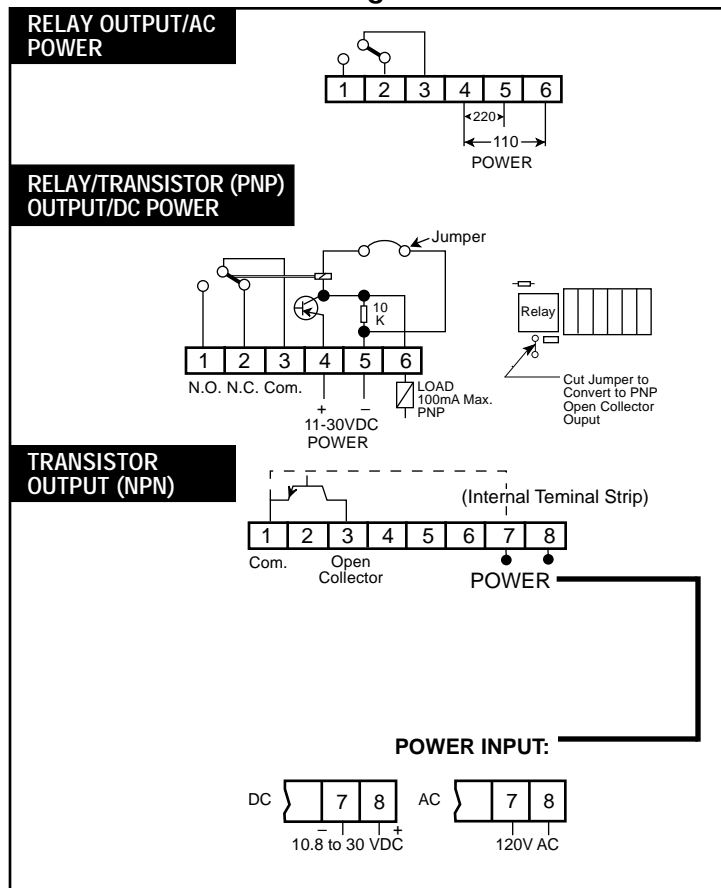 RELAY OUTPUT/AC
POWER
1 2 3 4 5 6
220
110
POWER
RELAY/TRANSISTOR (PNP)
OUTPUT/DC POWER
Jumper
10
K
Relay
1 2 3 4 5 6
N.O. N.C. Com.
+ –
11-30VDC
POWER
LOAD
100mA Max.
PNP
Cut Jumper to
Convert to PNP
Open Collector
Ouput
TRANSISTOR
OUTPUT (NPN)
(Internal Teminal Strip)
1 2 3 4 5 6 7 8
Com.
Open
Collector
POWER
POWER INPUT:
DC 7 8
– +
10.8 to 30 VDC
AC 7 8
120V AC